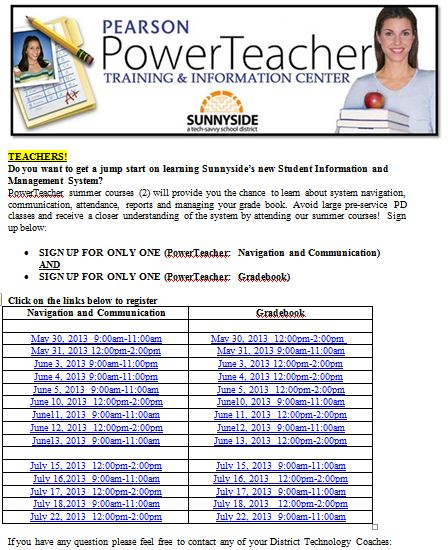 PEARSON
PowerTeacher
TRAINING & INFORMATION CENTER
A+
SUNNYSIDE
a tech-savvy school district
TEACHERS!
Do you want to get a jump start on learning Sunnyside's new Student Information and
Management System?
PowerTeacher summer courses (2) will provide you the chance to learn about system navigation,
communication, attendance, reports and managing your grade book. Avoid large pre-service PD
classes and receive a closer understanding of the system by attending our summer courses! Sign
up below:
• SIGN UP FOR ONLY ONE (PowerTeacher: Navigation and Communication)
AND
• SIGN UP FOR ONLY ONE (PowerTeacher: Gradebook)
Click on the links below to register
Navigation and Communication Gradebook
May 30, 2013 9:00am-11:00am May 30, 2013 12:00pm-2:00pm
May 31, 2013 12:00pm-2:00pm May 31, 2013 9:00am-11:00am
June 3, 2013 9:00am-11:00pm June 3, 2013 12:00pm-2:00pm
June 4, 2013 9:00am-11:00am June 4, 2013 12:00pm-2:00pm
June 5, 2013 9:00am-11:00am June 5, 2013 12:00pm-2:00pm
June 10, 2013 12:00pm-2:00pm June10, 2013 9:00am-11:00am
June11, 2013 9:00am-11:00am June 11, 2013 12:00pm-2:00pm
June 12, 2013 12:00pm-2:00pm June12, 2013 9:00am-11:00am
June13, 2013 9:00am-11:00am June 13, 2013 12:00pm-2:00pm
July 15, 2013 12:00pm-2:00pm July 15, 2013 9:00am-11:00am
July 16,2013 9:00am-11:00am July 16, 2013 12:00pm-2:00pm
July 17, 2013 12:00pm-2:00pm July 17, 2013 9:00am-11:00am
July 18,2013 9:00am-11:00am July 18, 2013 12:00pm-2:00pm
July 22, 2013 12:00pm-2:00pm July 22, 2013 9:00am-11:00am
If you have any question please feel free to contact any of your District Technology Coaches: